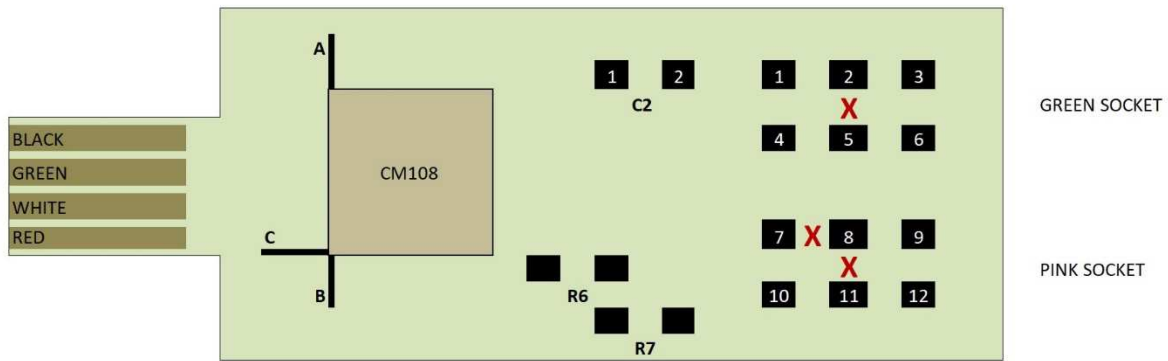 A
1 2 1 2 3
C2
X
GREEN SOCKET
BLACK
4 5 6
GREEN
CM108
WHITE
RED
C
7 X 8 9
X
PINK SOCKET
B
R6
10 11 12
R7